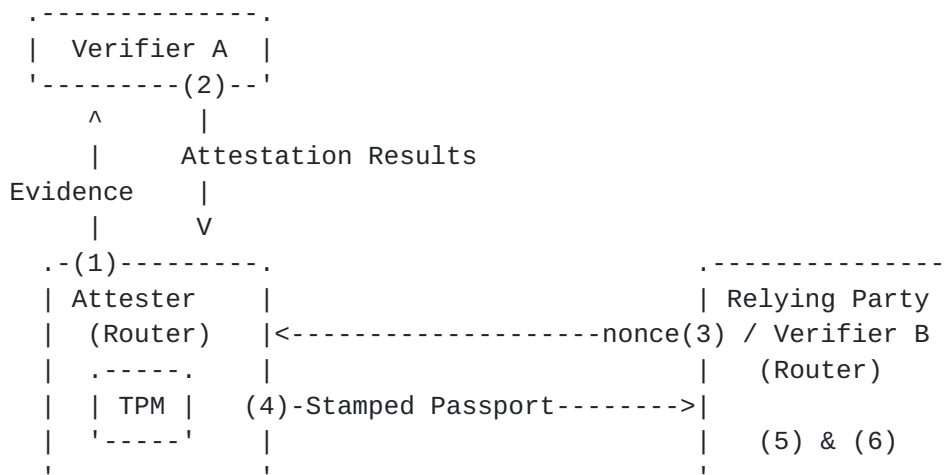 .--------------.
|  Verifier A  |
'---------(2)--'
^      |
|     Attestation Results
Evidence    |
|      V
.-(1)---------.                          .---------------
| Attester    |                          | Relying Party
|  (Router)   |<--------------------nonce(3) / Verifier B
|  .-----.    |                          |   (Router)
|  | TPM |   (4)-Stamped Passport-------->|
|  '-----'    |                          |   (5) & (6)
'             '                          '